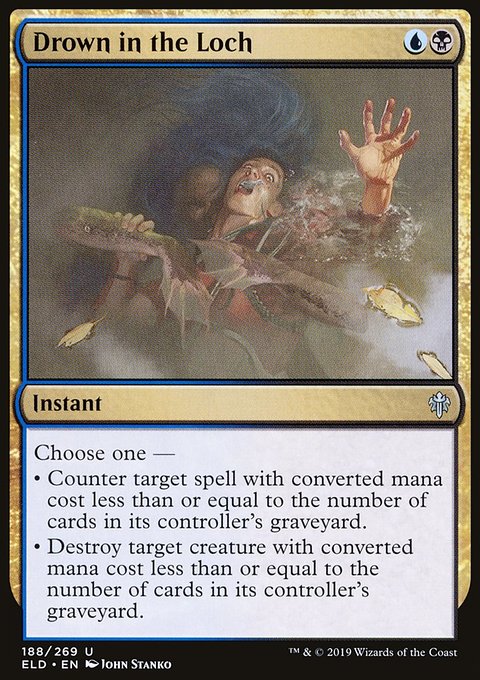 Drown in the Loch
Instant
Choose one —
• Counter target spell with converted mana
cost less than or equal to the number of
cards in its controller's graveyard.
• Destroy target creature with converted
mana cost less than or equal to the
number of cards in its controller's
graveyard.
188/269 U
ELD • EN John Stanko
™ & © 2019 Wizards of the Coast